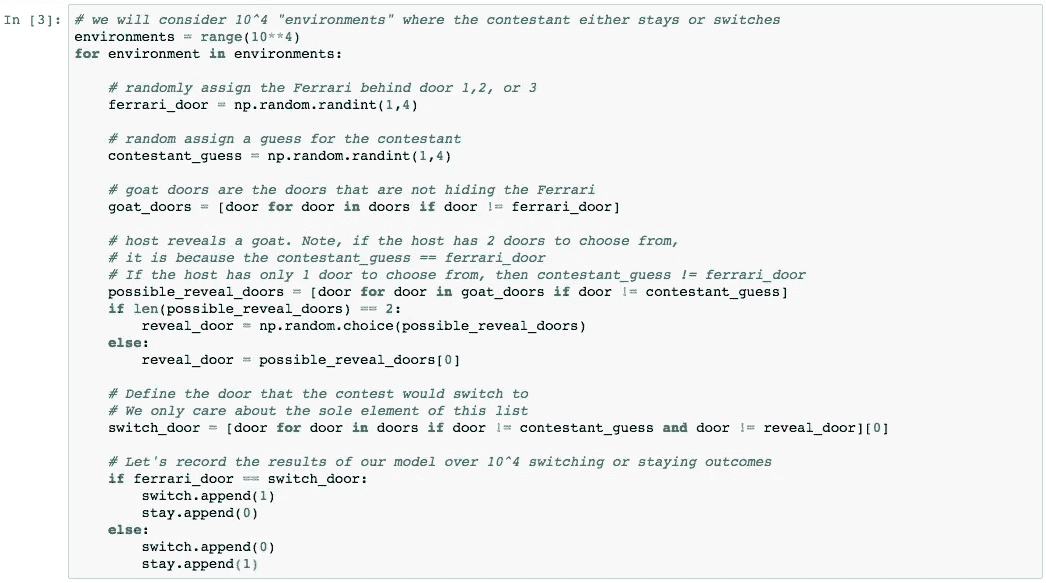 In [3]: # we will consider 10^4 "environments" where the contestant either stays or switches
environments = range(10**4)
for environment in environments:
# randomly assign the Ferrari behind door 1,2, or 3
ferrari_door = np.random.randint(1,4)
# random assign a guess for the contestant
contestant_guess = np.random.randint(1,4)
# goat doors are the doors that are not hiding the Ferrari
goat_doors = [door for door in doors if door != ferrari_door]
# host reveals a goat. Note, if the host has 2 doors to choose from,
# it is because the contestant_guess == ferrari_door
# If the host has only 1 door to choose from, then contestant_guess != ferrari_door
possible_reveal_doors = [door for door in goat_doors if door != contestant_guess]
if len(possible_reveal_doors) == 2:
reveal_door = np.random.choice(possible_reveal_doors)
else:
reveal_door = possible_reveal_doors[0]
# Define the door that the contest would switch to
# We only care about the sole element of this list
switch_door = [door for door in doors if door != contestant_guess and door != reveal_door][0]
# Let's record the results of our model over 10^4 switching or staying outcomes
if ferrari_door == switch_door:
switch.append(1)
stay.append(0)
else:
switch.append(0)
stay.append(1)